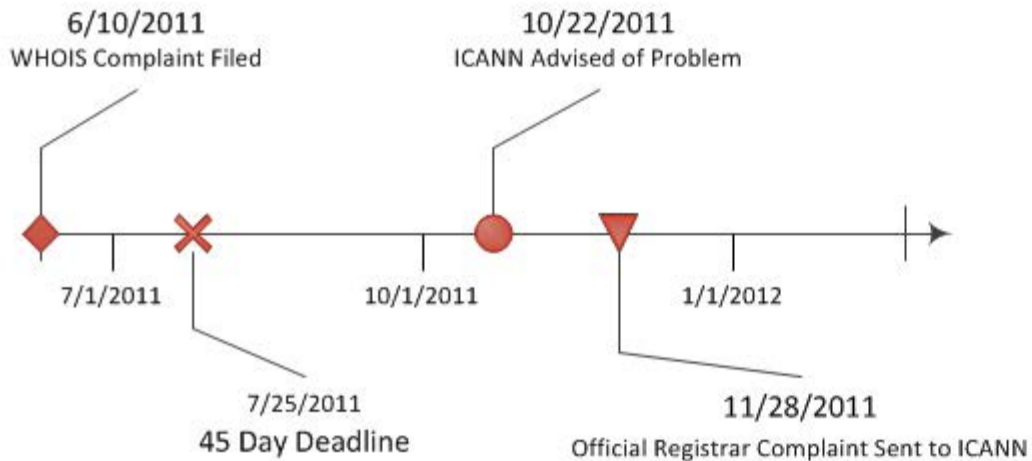 6/10/2011
WHOIS Complaint Filed
10/22/2011
ICANN Advised of Problem
7/1/2011
10/1/2011
1/1/2012
7/25/2011
45 Day Deadline
11/28/2011
Official Registrar Complaint Sent to ICANN